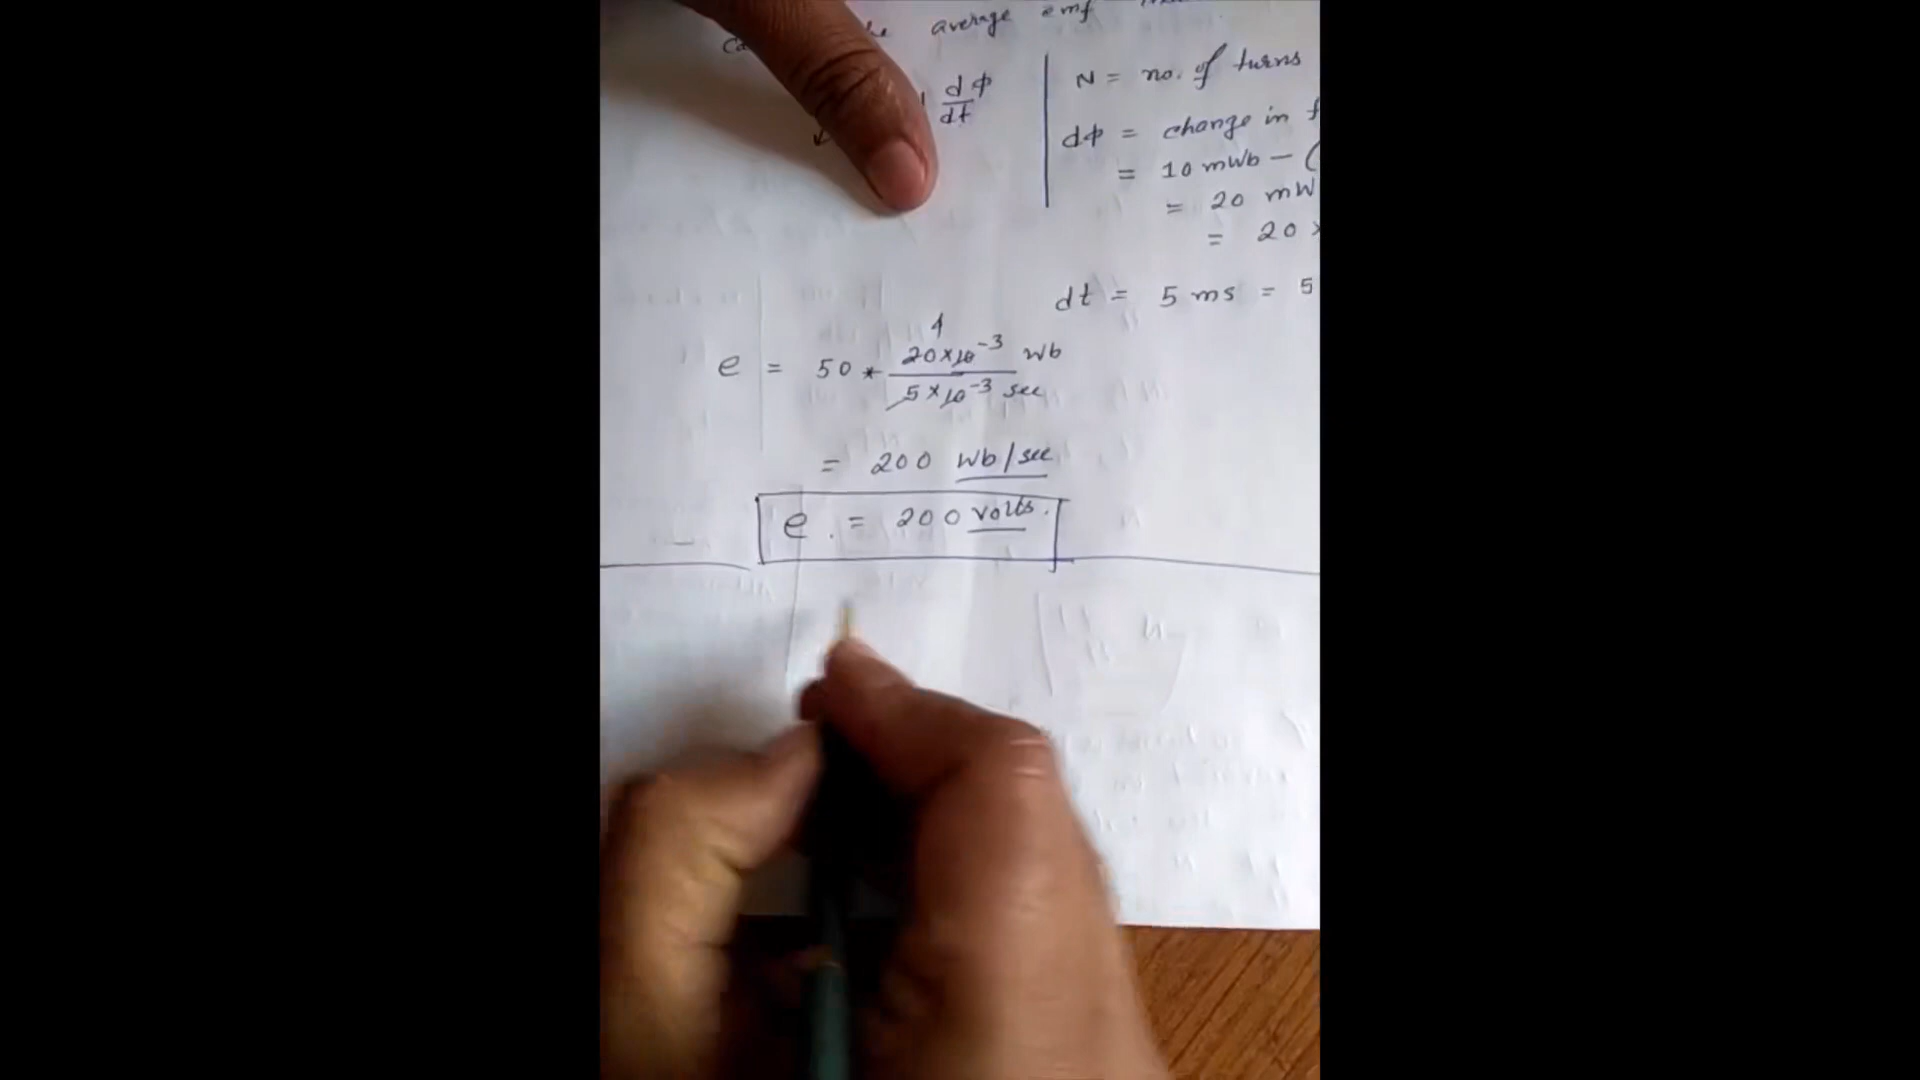 average emf
dφ
dt
N = no. of turns
dφ = change in
= 10 mWb − (
= 20 mW
= 20 ×
dt = 5 ms = 5
4
e = 50 * 20×10⁻³ Wb
5×10⁻³ sec
= 200 Wb/sec
e = 200 volts.